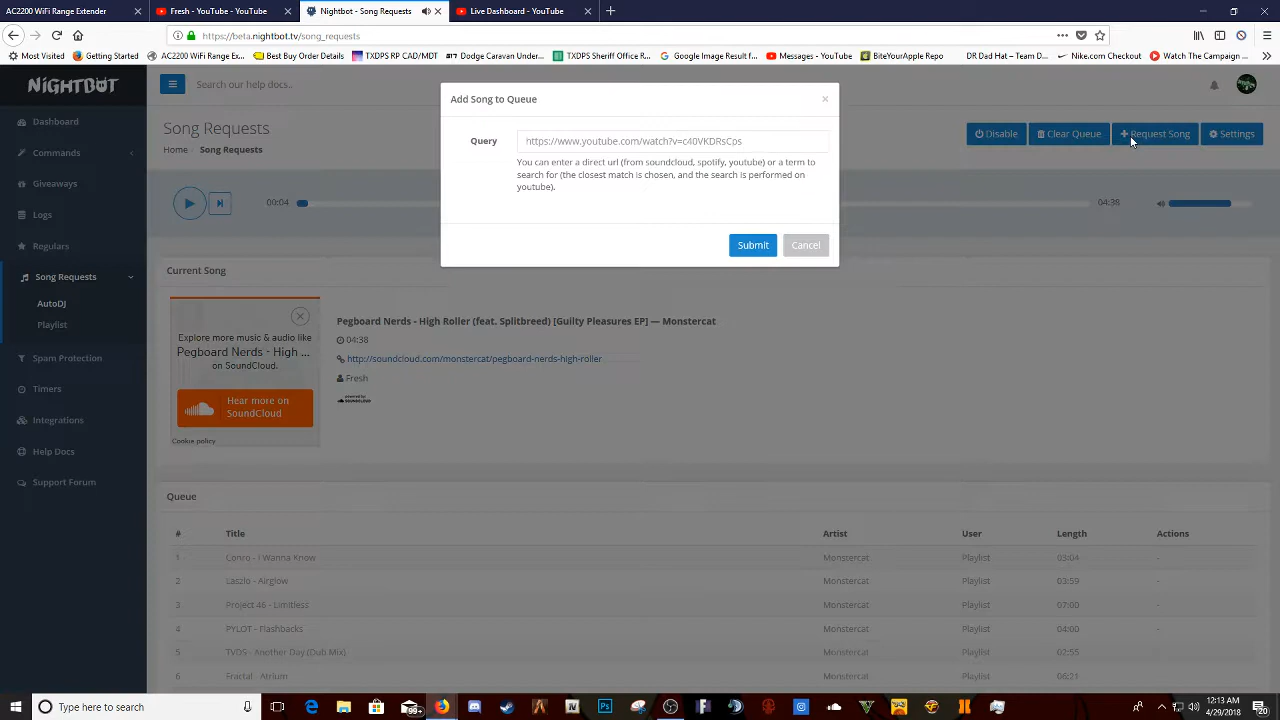 AC2200 WiFi Range Extender
Fresh - YouTube - YouTube
Nightbot - Song Requests
Live Dashboard - YouTube
https://beta.nightbot.tv/song_requests
Most Visited
Getting Started
AC2200 WiFi Range Ex...
Best Buy Order Details
TXDPS RP CAD/MDT
Dodge Caravan Under...
TXDPS Sheriff Office R...
Google Image Result f...
Messages - YouTube
BiteYourApple Repo
DR Dad Hat – Team D...
Nike.com Checkout
Watch The Campaign ...
NIGHTBOT
Search our help docs..
Add Song to Queue
Query
https://www.youtube.com/watch?v=c40VKDRsCps
You can enter a direct url (from soundcloud, spotify, youtube) or a term to
search for (the closest match is chosen, and the search is performed on
youtube).
Submit
Cancel
Song Requests
Home
Song Requests
Disable
Clear Queue
Request Song
Settings
00:04
04:38
Dashboard
Commands
Giveaways
Logs
Regulars
Song Requests
AutoDJ
Playlist
Spam Protection
Timers
Integrations
Help Docs
Support Forum
Current Song
Explore more music & audio like
Pegboard Nerds - High ...
on SoundCloud.
Hear more on
SoundCloud
Cookie policy
Pegboard Nerds - High Roller (feat. Splitbreed) [Guilty Pleasures EP] — Monstercat
04:38
http://soundcloud.com/monstercat/pegboard-nerds-high-roller
Fresh
powered by
SOUNDCLOUD
Queue
# Title Artist User Length Actions
1 Conro - I Wanna Know Monstercat Playlist 03:04 -
2 Laszlo - Airglow Monstercat Playlist 03:59 -
3 Project 46 - Limitless Monstercat Playlist 07:00 -
4 PYLOT - Flashbacks Monstercat Playlist 04:00 -
5 TVDS - Another Day (Dub Mix) Monstercat Playlist 02:55 -
6 Fractal - Atrium Monstercat Playlist 06:21 -
Type here to search
99+
12:13 AM
4/29/2018